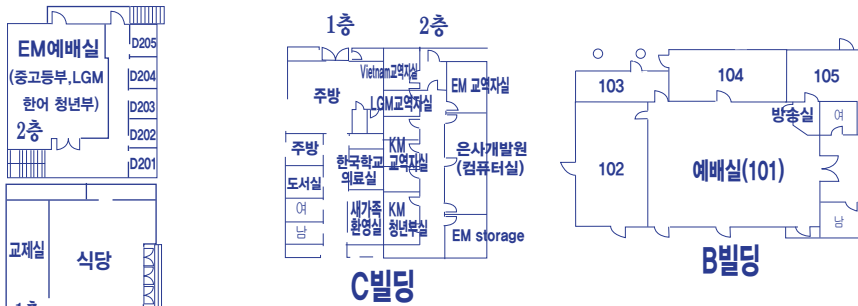 EM예배실
(중고등부,LGM
한어 청년부)
2층
D205
D204
D203
D202
D201
교제실
식당
1층
1층
2층
주방
Vietnam교역자실
LGM교역자실
EM 교역자실
주방
한국학교
의료실
KM
교역자실
은사개발원
(컴퓨터실)
도서실
여
남
새가족
환영실
KM
청년부실
EM storage
C빌딩
103
104
105
방송실
여
102
예배실(101)
남
B빌딩